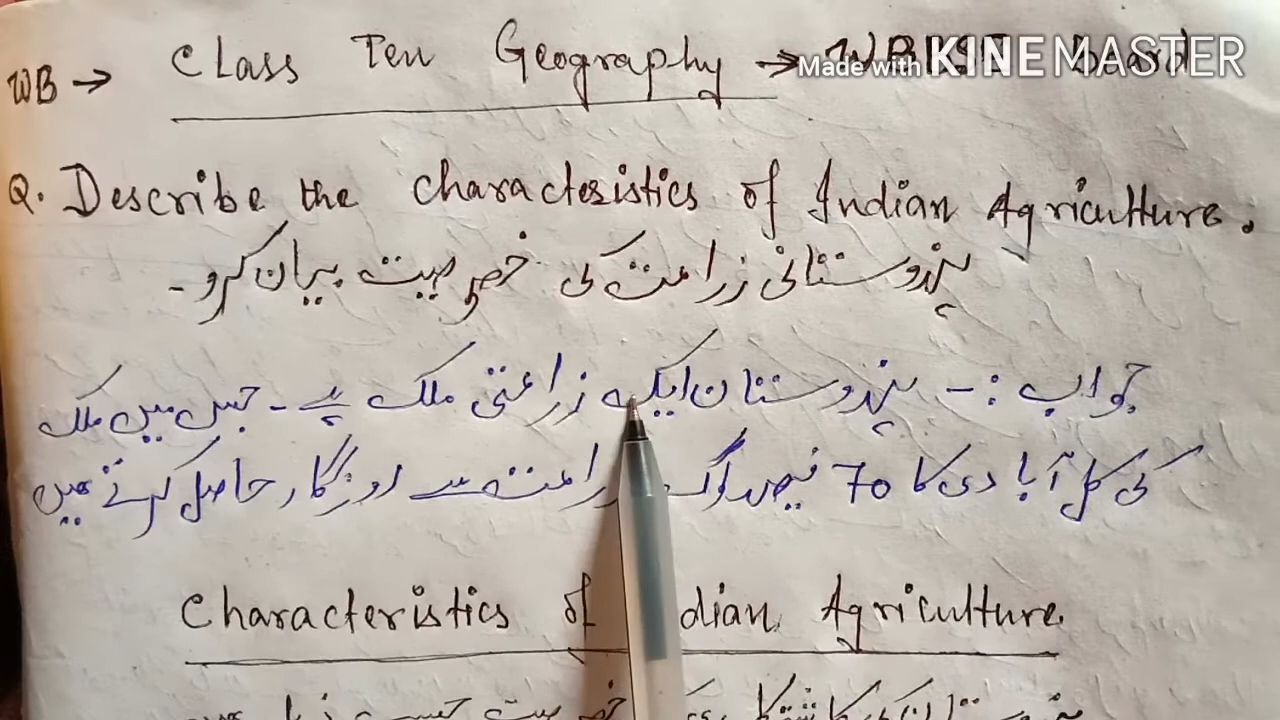 WB → Class Ten Geography → WBBSE Board
Made with KINEMASTER
Q. Describe the characteristics of Indian Agriculture.
ہندوستانی زراعت کی خصوصیت بیان کرو۔
جواب :- ہندوستان ایک زراعتی ملک ہے۔ جس میں ملک
کی کل آبادی کا 70 فیصد لوگ زراعت سے روزگار حاصل کرتے ہیں
Characteristics of Indian Agriculture